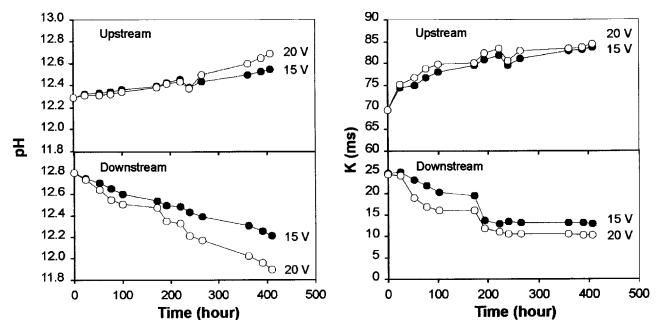 13.0
Upstream
12.8
20 V
12.6
15 V
12.4
12.2
12.0
11.8
pH
12.8
Downstream
12.6
12.4
12.2
15 V
12.0
20 V
11.8
0 100 200 300 400 500
Time (hour)
90
Upstream
85
20 V
15 V
80
75
70
65
60
K (ms)
30
Downstream
25
20
15
15 V
10
20 V
5
0
0 100 200 300 400 500
Time (hour)